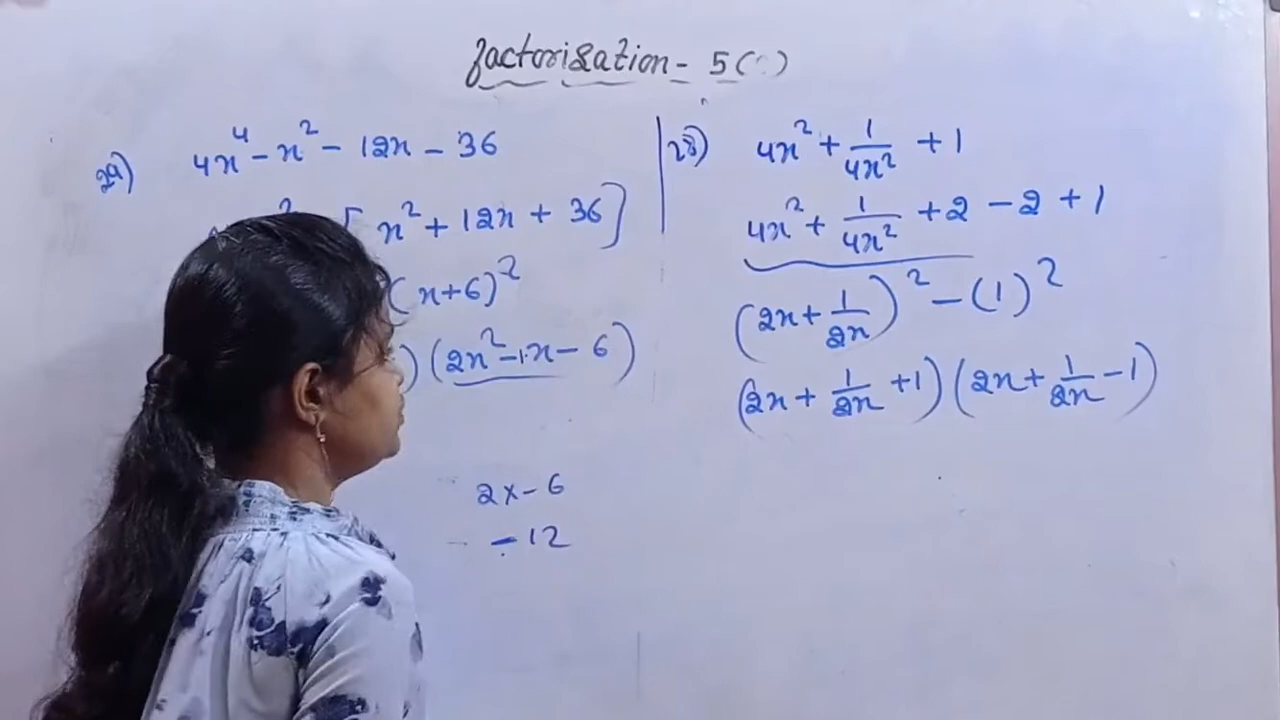 Factorisation - 5( )
29) 4x⁴ - x² - 12x - 36
[x² + 12x + 36]
(x+6)²
) (2x² - 1x - 6)
2x - 6
- 12
28) 4x² + 1/4x² + 1
4x² + 1/4x² + 2 - 2 + 1
(2x + 1/2x)² - (1)²
(2x + 1/2x + 1) (2x + 1/2x - 1)